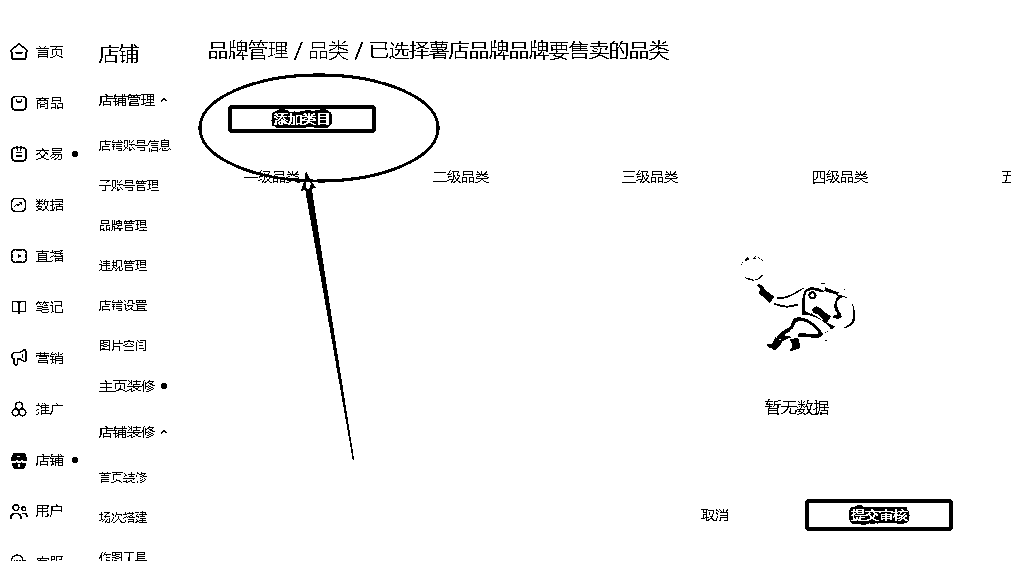 首页
商品
交易
数据
直播
笔记
营销
推广
店铺
用户
店铺
店铺管理
店铺账号信息
子账号管理
品牌管理
违规管理
店铺设置
图片空间
主页装修
店铺装修
首页装修
场次搭建
作图工具
品牌管理 / 品类 / 已选择薯店品牌品牌要售卖的品类
添加类目
一级品类
二级品类
三级品类
四级品类
暂无数据
取消
提交审核